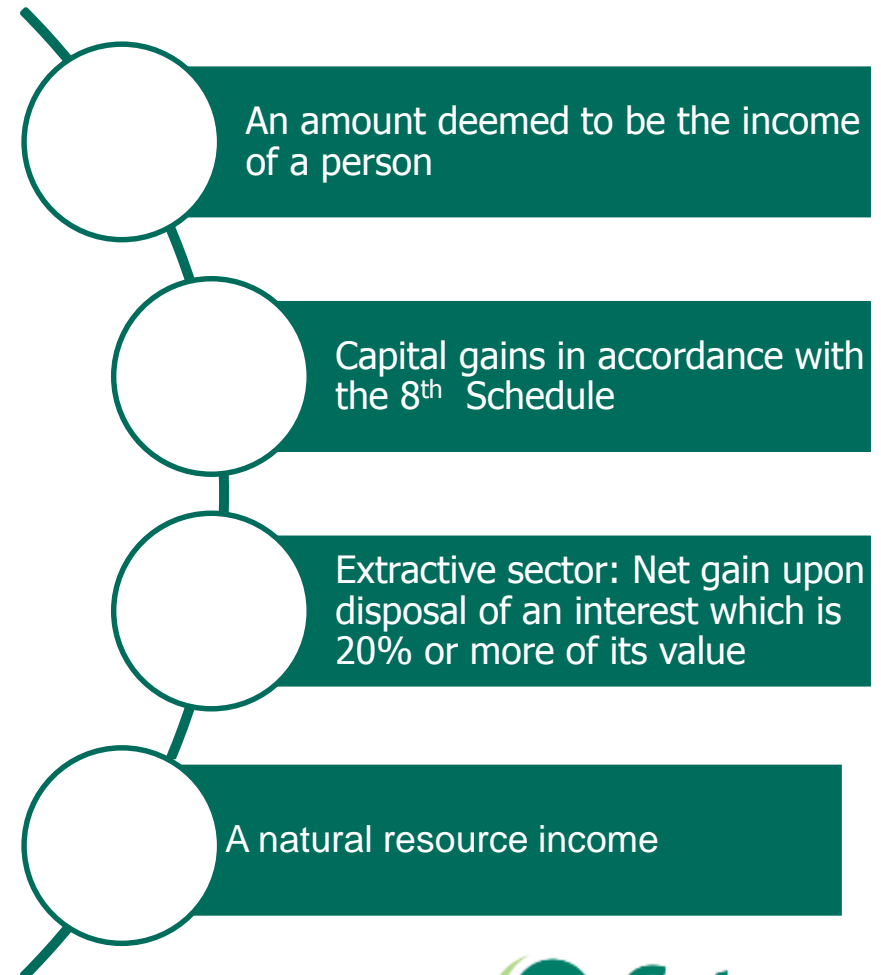 An amount deemed to be the income
of a person
Capital gains in accordance with
the 8th Schedule
Extractive sector: Net gain upon
disposal of an interest which is
20% or more of its value
A natural resource income